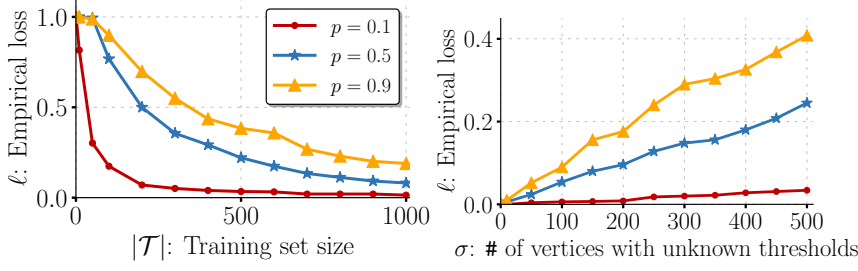 ℓ: Empirical loss
1.0
0.5
0.0
0
500
1000
|𝒯|: Training set size
p = 0.1
p = 0.5
p = 0.9
ℓ: Empirical loss
0.4
0.2
0.0
0
100
200
300
400
500
σ: # of vertices with unknown thresholds